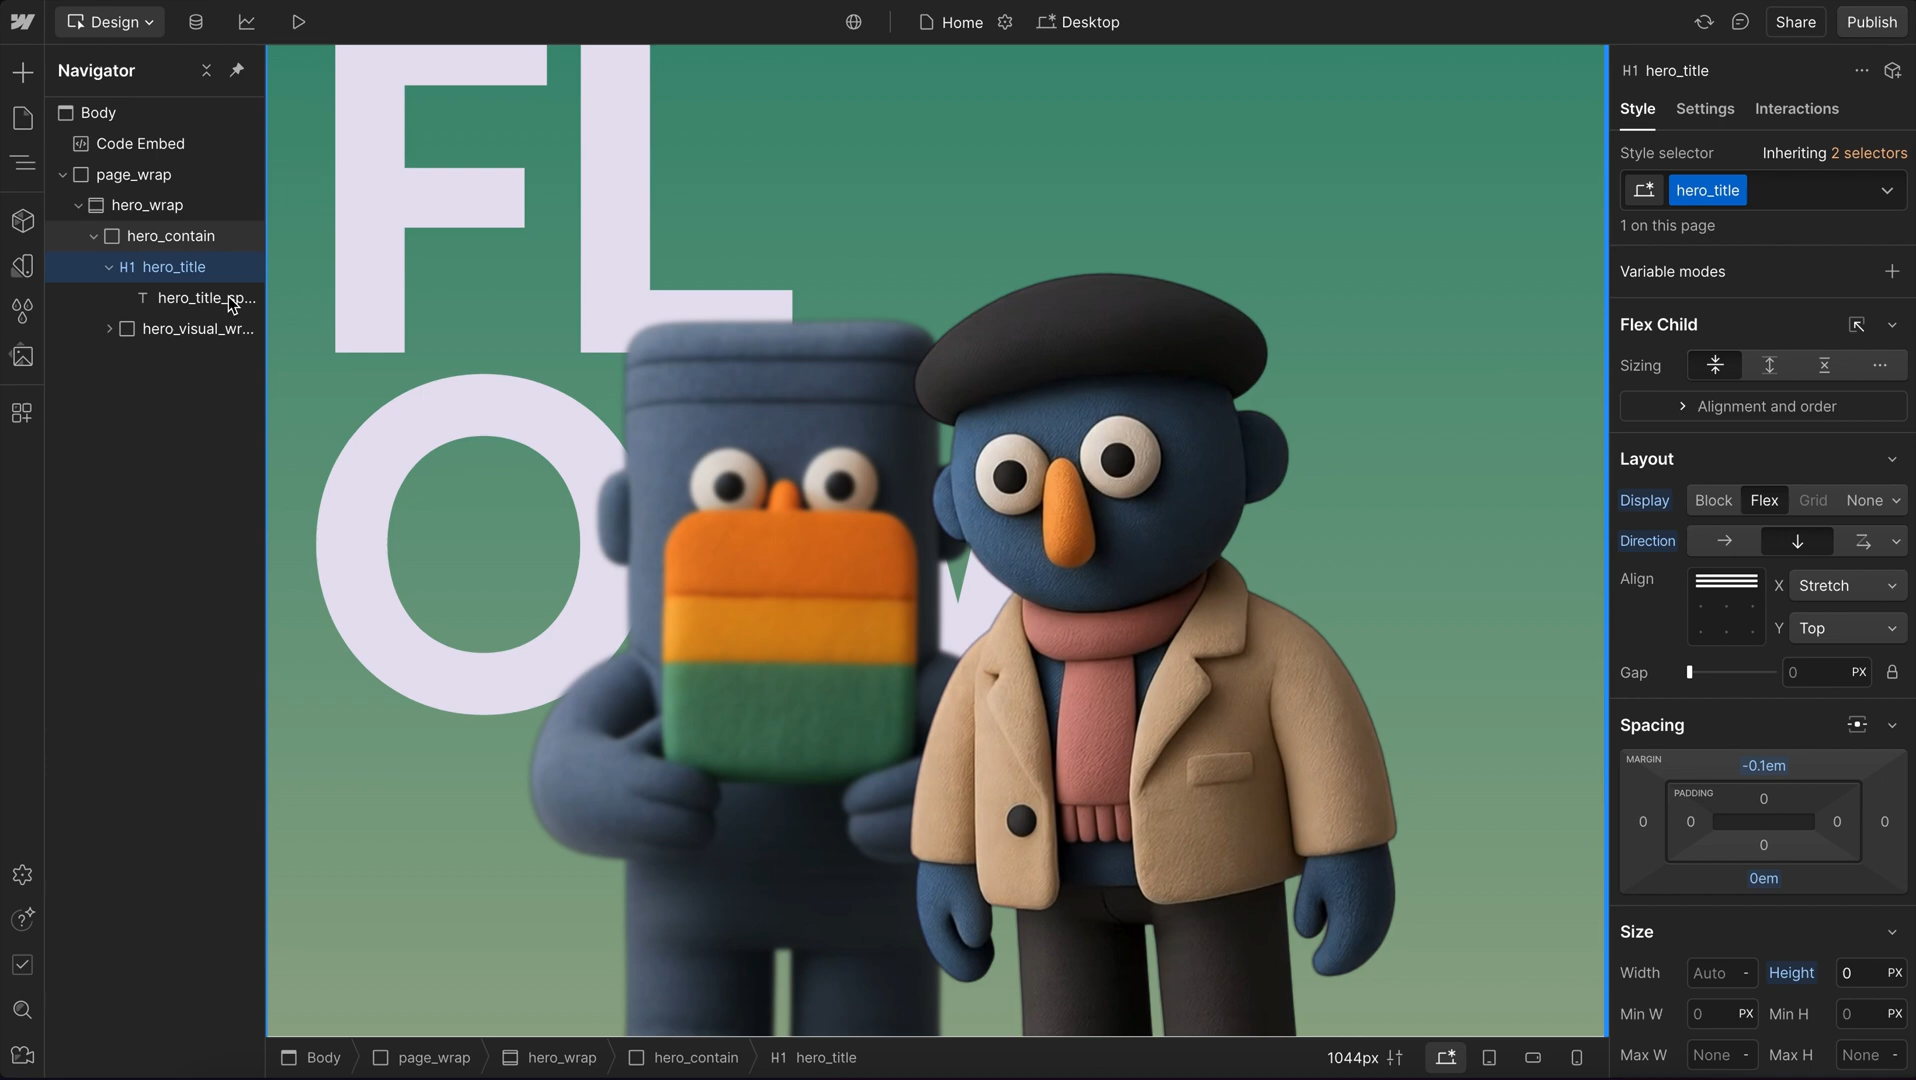 Design
Home
Desktop
Share
Publish
Navigator
Body
Code Embed
page_wrap
hero_wrap
hero_contain
H1 hero_title
hero_title_sp...
hero_visual_wr...
FL
O
H1 hero_title
Style
Settings
Interactions
Style selector
Inheriting 2 selectors
hero_title
1 on this page
Variable modes
Flex Child
Sizing
Alignment and order
Layout
Display
Block
Flex
Grid
None
Direction
Align
X
Stretch
Y
Top
Gap
0
PX
Spacing
MARGIN
-0.1em
PADDING
0
0
0
0
0
0
0em
Size
Width
Auto
-
Height
0
PX
Min W
0
PX
Min H
0
PX
Max W
None
-
Max H
None
-
Body
page_wrap
hero_wrap
hero_contain
H1 hero_title
1044px